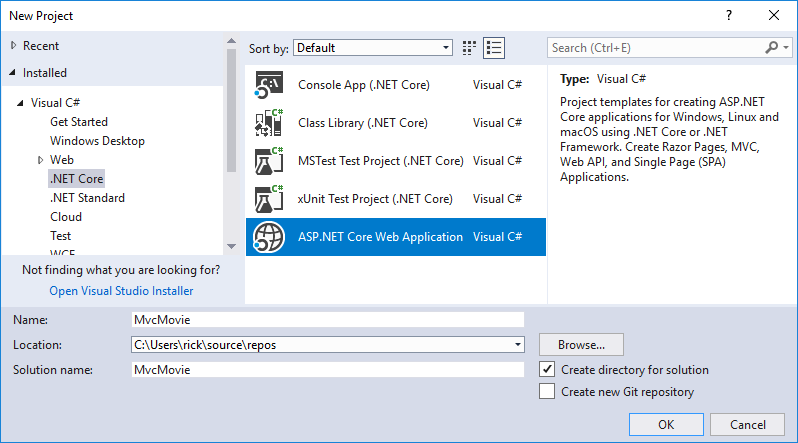 New Project
?
Recent
Installed
Visual C#
Get Started
Windows Desktop
Web
.NET Core
.NET Standard
Cloud
Test
WCF
Not finding what you are looking for?
Open Visual Studio Installer
Sort by: Default
Console App (.NET Core) Visual C#
Class Library (.NET Core) Visual C#
MSTest Test Project (.NET Core) Visual C#
xUnit Test Project (.NET Core) Visual C#
ASP.NET Core Web Application Visual C#
Search (Ctrl+E)
Type: Visual C#
Project templates for creating ASP.NET
Core applications for Windows, Linux and
macOS using .NET Core or .NET
Framework. Create Razor Pages, MVC,
Web API, and Single Page (SPA)
Applications.
Name: MvcMovie
Location: C:\Users\rick\source\repos
Browse...
Solution name: MvcMovie
Create directory for solution
Create new Git repository
OK
Cancel